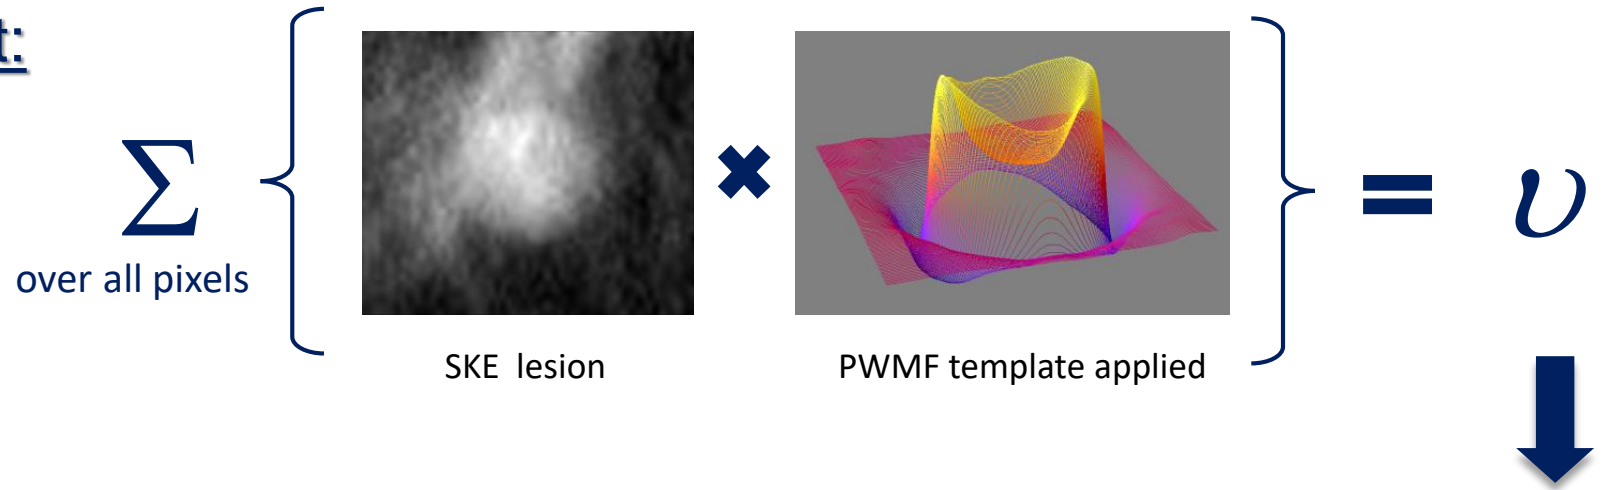 t:
Σ { SKE lesion × PWMF template applied } = υ
over all pixels